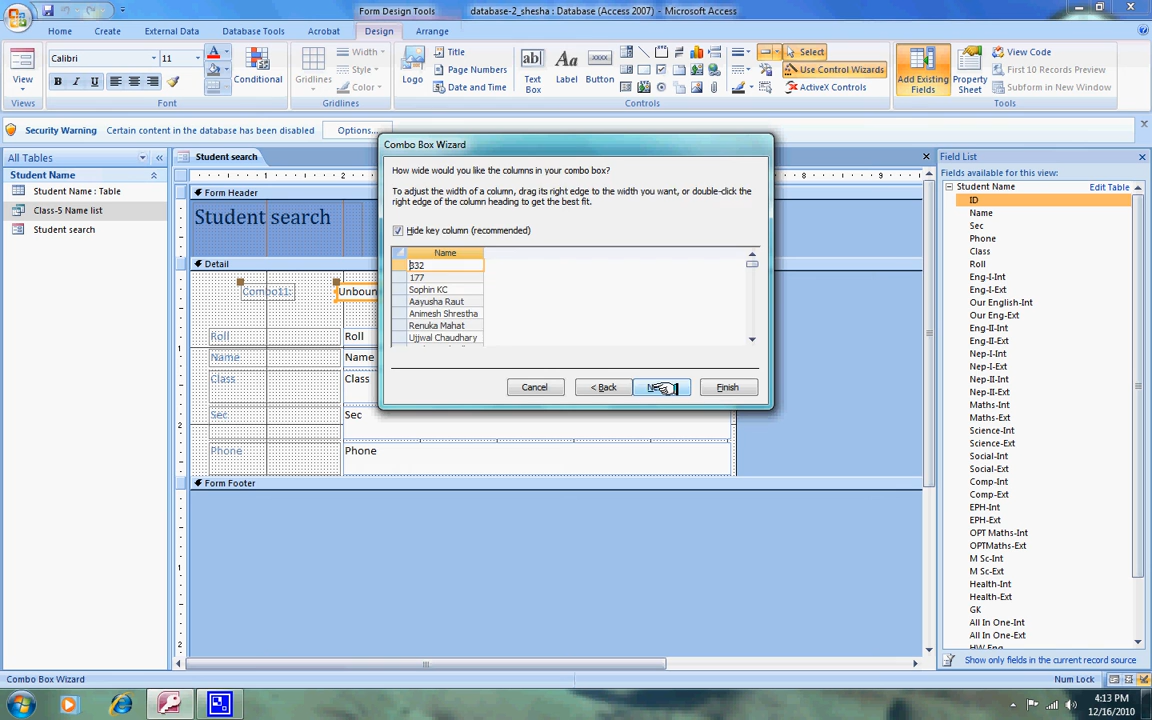 Form Design Tools
database-2_shesha : Database (Access 2007) - Microsoft Access
Home Create External Data Database Tools Acrobat Design Arrange
Calibri 11
View
Views
B I U
Font
Conditional
Gridlines
Width
Style
Color
Gridlines
Logo
Title
Page Numbers
Date and Time
ab|
Text Box
Aa
Label
xxxx
Button
Controls
Select
Use Control Wizards
ActiveX Controls
Add Existing Fields
Property Sheet
View Code
First 10 Records Preview
Subform in New Window
Tools
Security Warning Certain content in the database has been disabled Options...
All Tables
Student Name
Student Name : Table
Class-5 Name list
Student search
Student search
Form Header
Student search
Detail
Combo11:
Roll Roll
Name Name
Class Class
Sec Sec
Phone Phone
Form Footer
Combo Box Wizard
How wide would you like the columns in your combo box?
To adjust the width of a column, drag its right edge to the width you want, or double-click the
right edge of the column heading to get the best fit.
Hide key column (recommended)
Name
332
177
Sophin KC
Aayusha Raut
Animesh Shrestha
Renuka Mahat
Ujjwal Chaudhary
Cancel < Back Finish
Field List
Fields available for this view:
Student Name Edit Table
ID
Name
Sec
Phone
Class
Roll
Eng-I-Int
Eng-I-Ext
Our English-Int
Our Eng-Ext
Eng-II-Int
Eng-II-Ext
Nep-I-Int
Nep-I-Ext
Nep-II-Int
Nep-II-Ext
Maths-Int
Maths-Ext
Science-Int
Science-Ext
Social-Int
Social-Ext
Comp-Int
Comp-Ext
EPH-Int
EPH-Ext
OPT Maths-Int
OPTMaths-Ext
M Sc-Int
M Sc-Ext
Health-Int
Health-Ext
GK
All In One-Int
All In One-Ext
Show only fields in the current record source
Combo Box Wizard
Num Lock
4:13 PM
12/16/2010